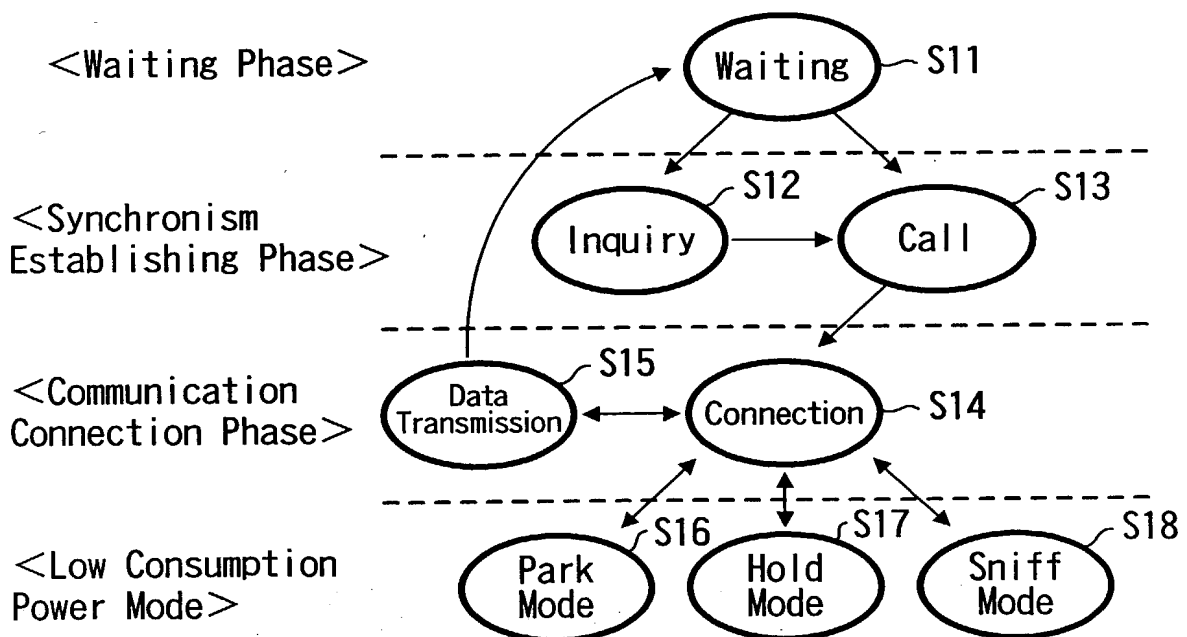 <Waiting Phase>
Waiting
S11
<Synchronism
Establishing Phase>
Inquiry
S12
Call
S13
<Communication
Connection Phase>
Data
Transmission
S15
Connection
S14
<Low Consumption
Power Mode>
Park
Mode
S16
Hold
Mode
S17
Sniff
Mode
S18